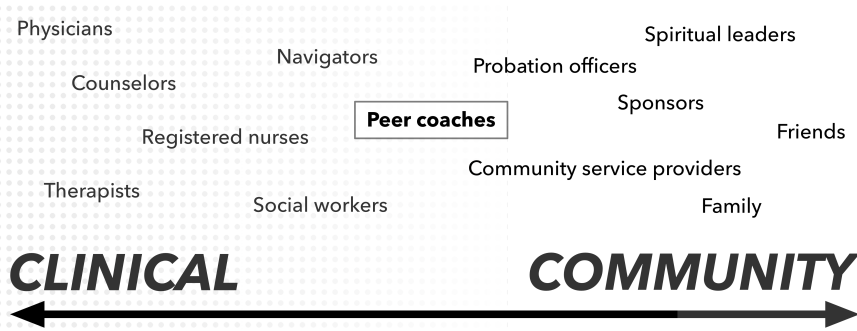 Physicians
Spiritual leaders
Navigators
Probation officers
Counselors
Sponsors
Peer coaches
Friends
Registered nurses
Community service providers
Therapists
Social workers
Family
CLINICAL
COMMUNITY